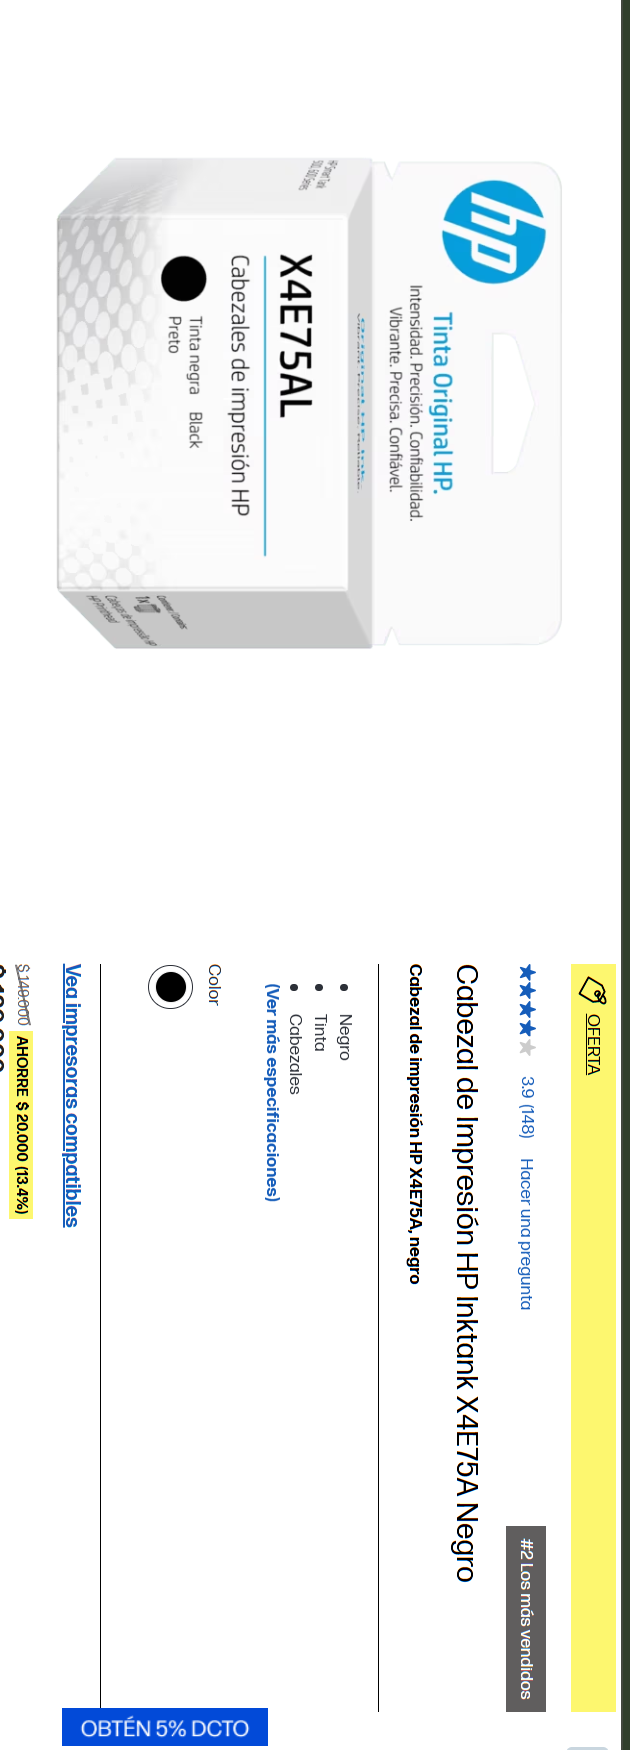 hp
Tinta Original HP.
Intensidad. Precisión. Confiabilidad.
Vibrante. Precisa. Confiável.
X4E75AL
Cabezales de impresión HP
Tinta negra Black
Preto
OFERTA
3.9 (148) Hacer una pregunta
#2 Los más vendidos
Cabezal de Impresión HP Inktank X4E75A Negro
Cabezal de impresión HP X4E75A, negro
Negro
Tinta
Cabezales
(Ver más especificaciones)
Color
Vea impresoras compatibles
$ 149.000 AHORRE $ 20.000 (13.4%)
OBTÉN 5% DCTO